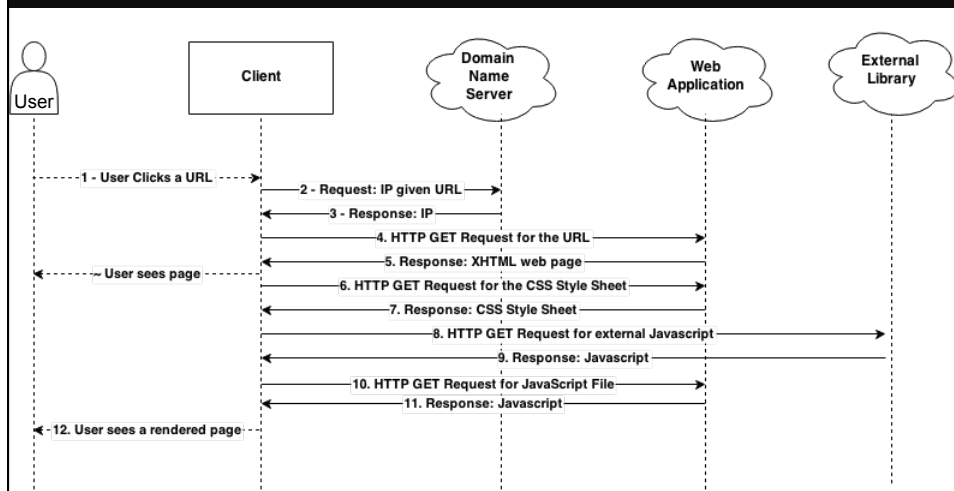 User
Client
Domain
Name
Server
Web
Application
External
Library
1 - User Clicks a URL
2 - Request: IP given URL
3 - Response: IP
4. HTTP GET Request for the URL
5. Response: XHTML web page
~ User sees page
6. HTTP GET Request for the CSS Style Sheet
7. Response: CSS Style Sheet
8. HTTP GET Request for external Javascript
9. Response: Javascript
10. HTTP GET Request for JavaScript File
11. Response: Javascript
12. User sees a rendered page